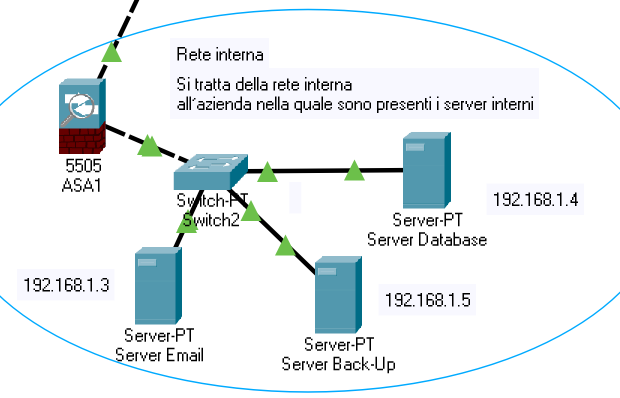 Rete interna
Si tratta della rete interna
all'azienda nella quale sono presenti i server interni
5505
ASA1
Switch-PT
Switch2
Server-PT
Server Database
192.168.1.4
192.168.1.3
Server-PT
Server Email
192.168.1.5
Server-PT
Server Back-Up